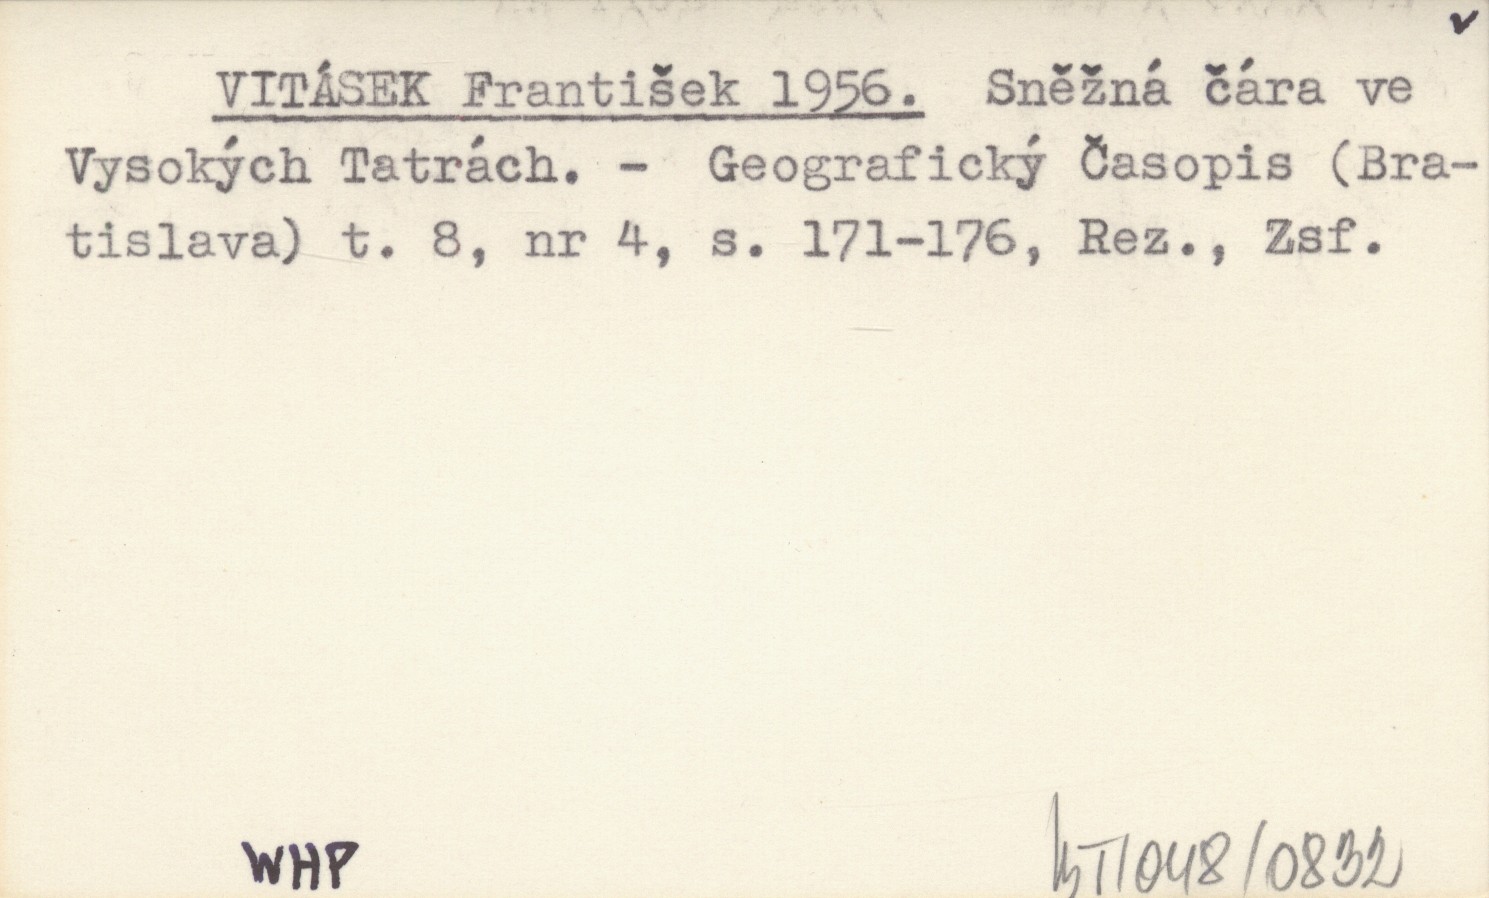 VITÁSEK František 1956. Sněžná čára ve
Vysokých Tatrách. - Geografický Časopis (Bra-
tislava) t. 8, nr 4, s. 171-176, Rez., Zsf.
WHP
/048/0832